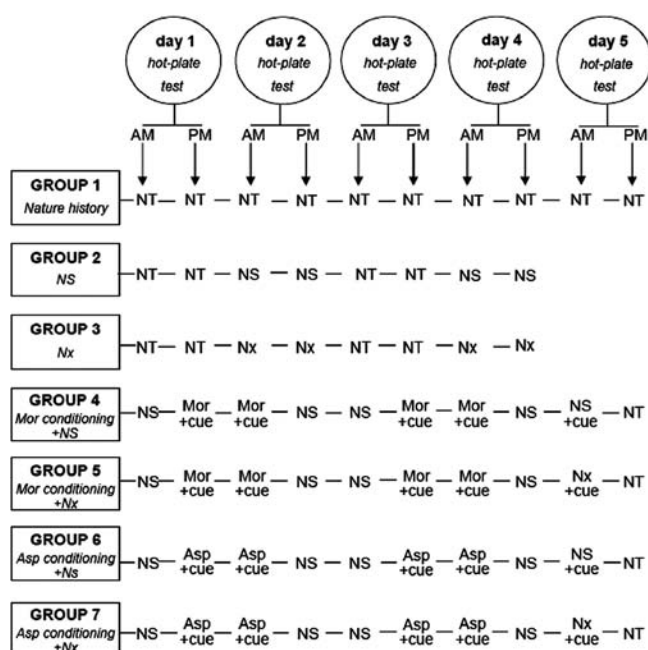 day 1 day 2 day 3 day 4 day 5
hot-plate hot-plate hot-plate hot-plate hot-plate
test test test test test
AM PM AM PM AM PM AM PM AM PM
GROUP 1
Nature history
NT NT NT NT NT NT NT NT NT NT
GROUP 2
NS
NT NT NS NS NT NT NS NS
GROUP 3
Nx
NT NT Nx Nx NT NT Nx Nx
GROUP 4
Mor conditioning
+NS
NS Mor +cue Mor +cue NS NS Mor +cue Mor +cue NS NS +cue NT
GROUP 5
Mor conditioning
+Nx
NS Mor +cue Mor +cue NS NS Mor +cue Mor +cue NS Nx +cue NT
GROUP 6
Asp conditioning
+Ns
NS Asp +cue Asp +cue NS NS Asp +cue Asp +cue NS NS +cue NT
GROUP 7
Asp conditioning
+Nx
NS Asp +cue Asp +cue NS NS Asp +cue Asp +cue NS Nx +cue NT